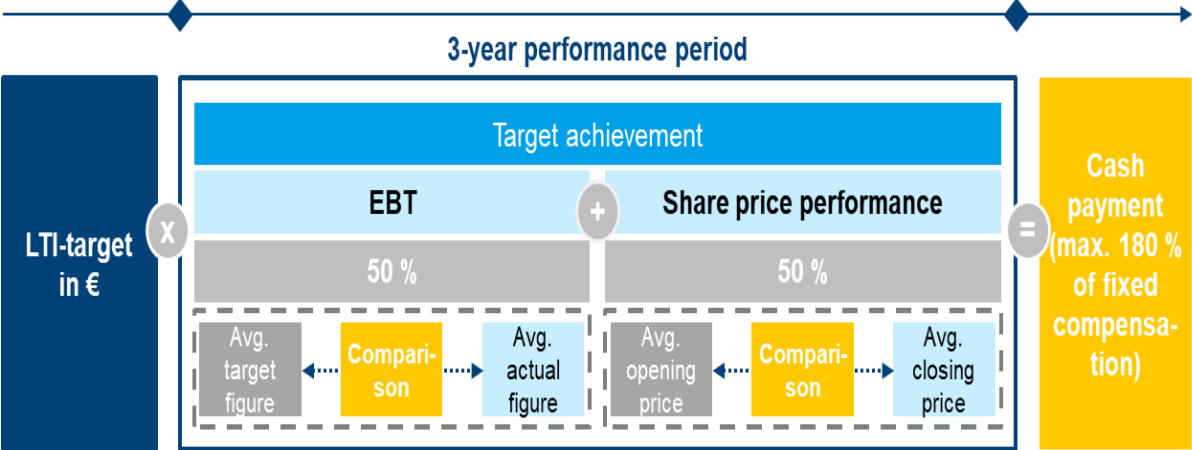 3-year performance period
LTI-target
in €
x
Target achievement
EBT
+
Share price performance
50 %
50 %
Avg.
target
figure
Compari-
son
Avg.
actual
figure
Avg.
opening
price
Compari-
son
Avg.
closing
price
=
Cash
payment
(max. 180 %
of fixed
compensa-
tion)